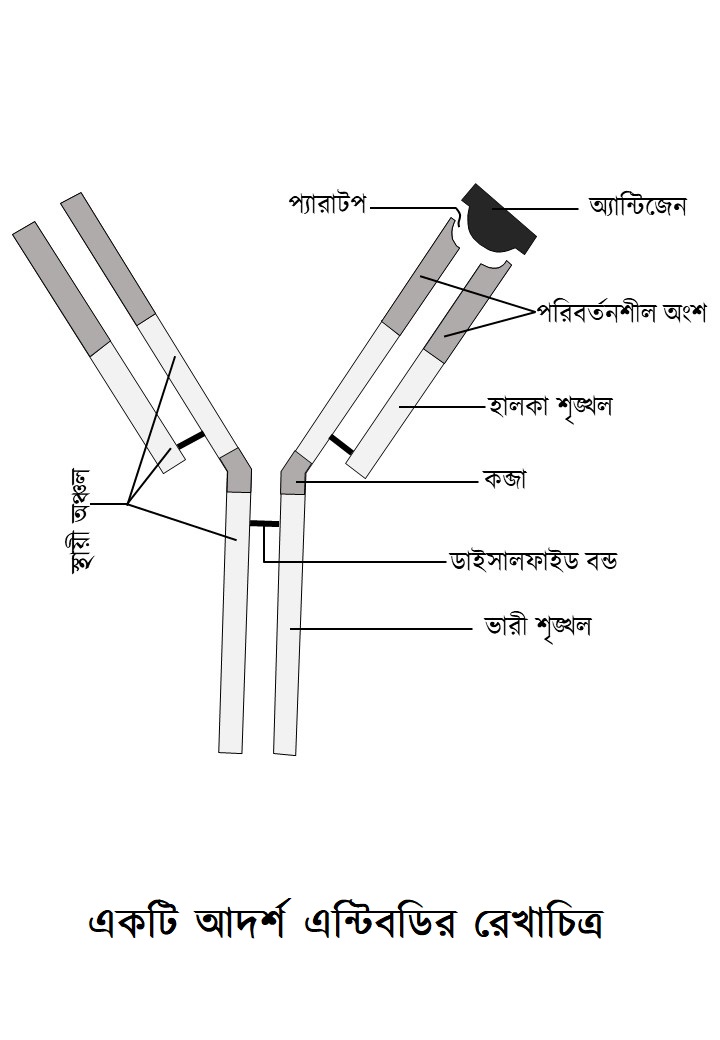 প্যারাটপ
অ্যান্টিজেন
পরিবর্তনশীল অংশ
হালকা শৃঙ্খল
কব্জা
স্থায়ী অঞ্চল
ডাইসালফাইড বন্ড
ভারী শৃঙ্খল
একটি আদর্শ এন্টিবডির রেখাচিত্র